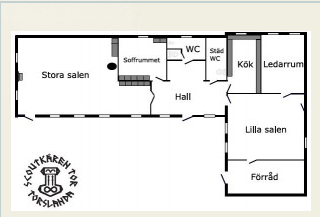 Stora salen
Soffrummet
WC
Städ
WC
Kök
Ledarrum
Hall
Lilla salen
Förråd
SCOUTKÅREN TOR
TORSLANDA